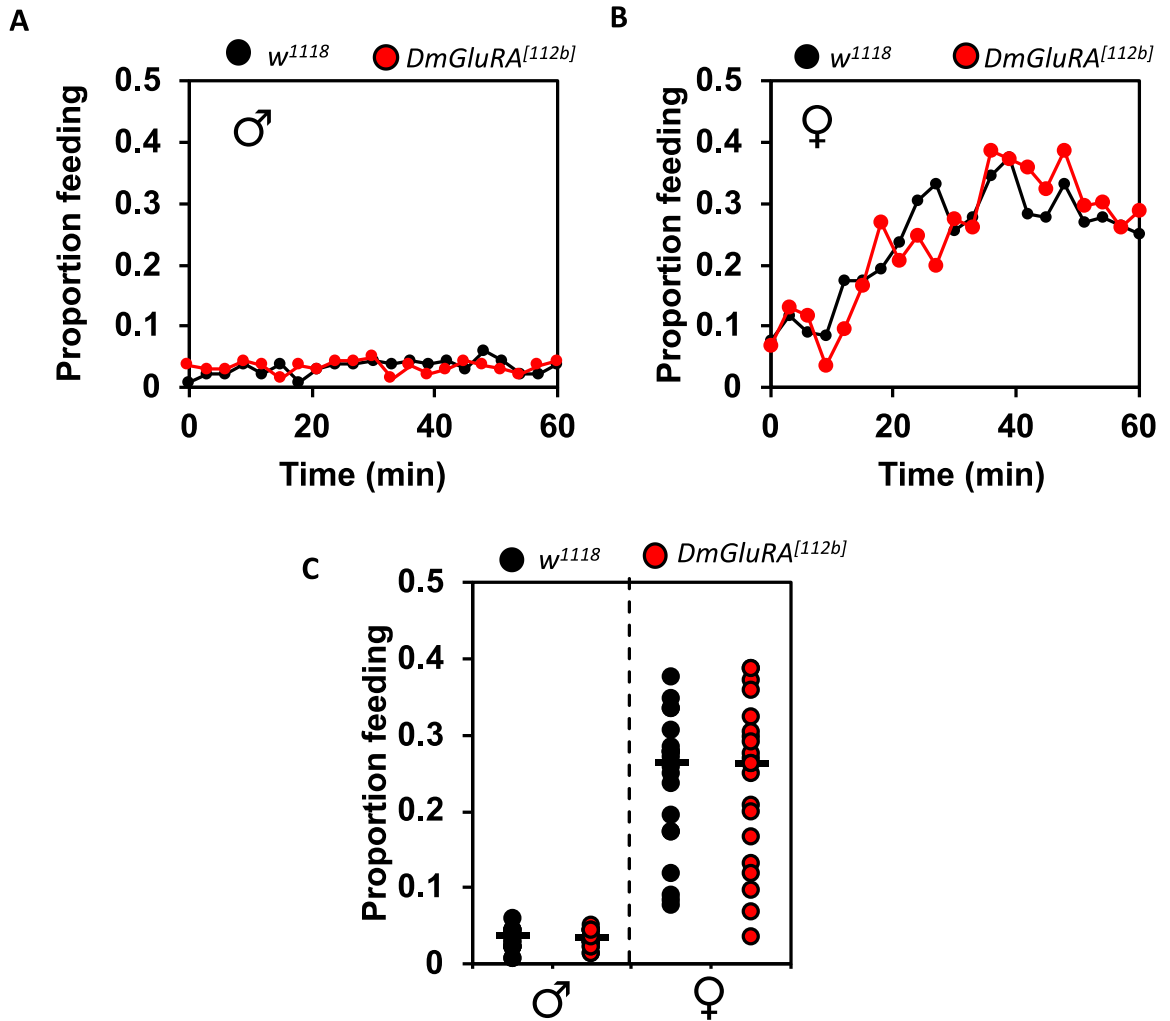 A
w1118 DmGluRA[112b]
0.5
0.4
0.3
0.2
0.1
0
Proportion feeding
♂
0 20 40 60
Time (min)
B
w1118 DmGluRA[112b]
0.5
0.4
0.3
0.2
0.1
0
Proportion feeding
♀
0 20 40 60
Time (min)
C
w1118 DmGluRA[112b]
0.5
0.4
0.3
0.2
0.1
0
Proportion feeding
♂ ♀